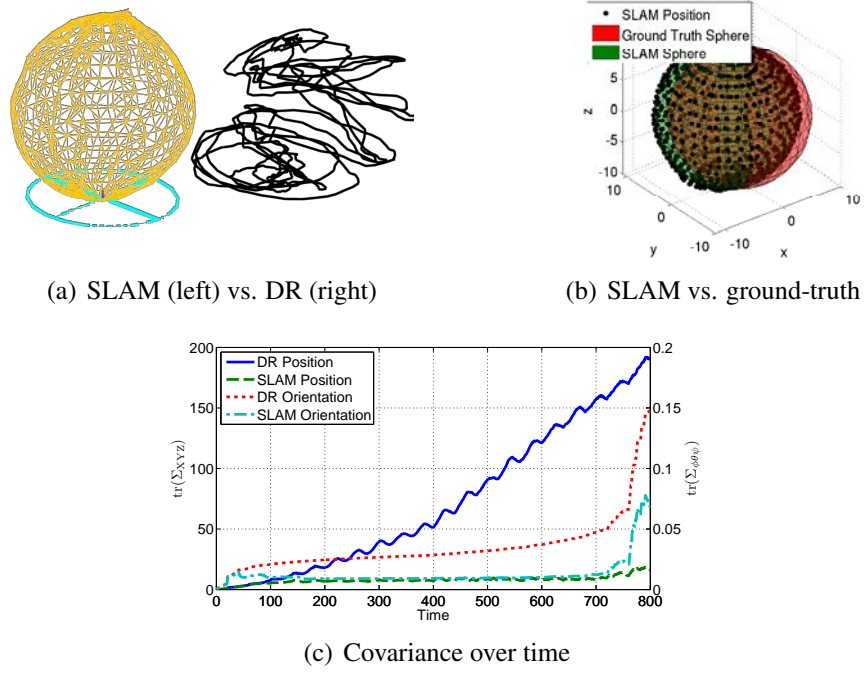 SLAM Position
Ground Truth Sphere
SLAM Sphere
5
0
-5
-10
z
10
0
-10
y
-10
0
10
x
(a) SLAM (left) vs. DR (right)
(b) SLAM vs. ground-truth
200
150
100
50
0
tr(Σ_XYZ)
DR Position
SLAM Position
DR Orientation
SLAM Orientation
0.2
0.15
0.1
0.05
0
tr(Σ_ϕθψ)
0 100 200 300 400 500 600 700 800
Time
(c) Covariance over time